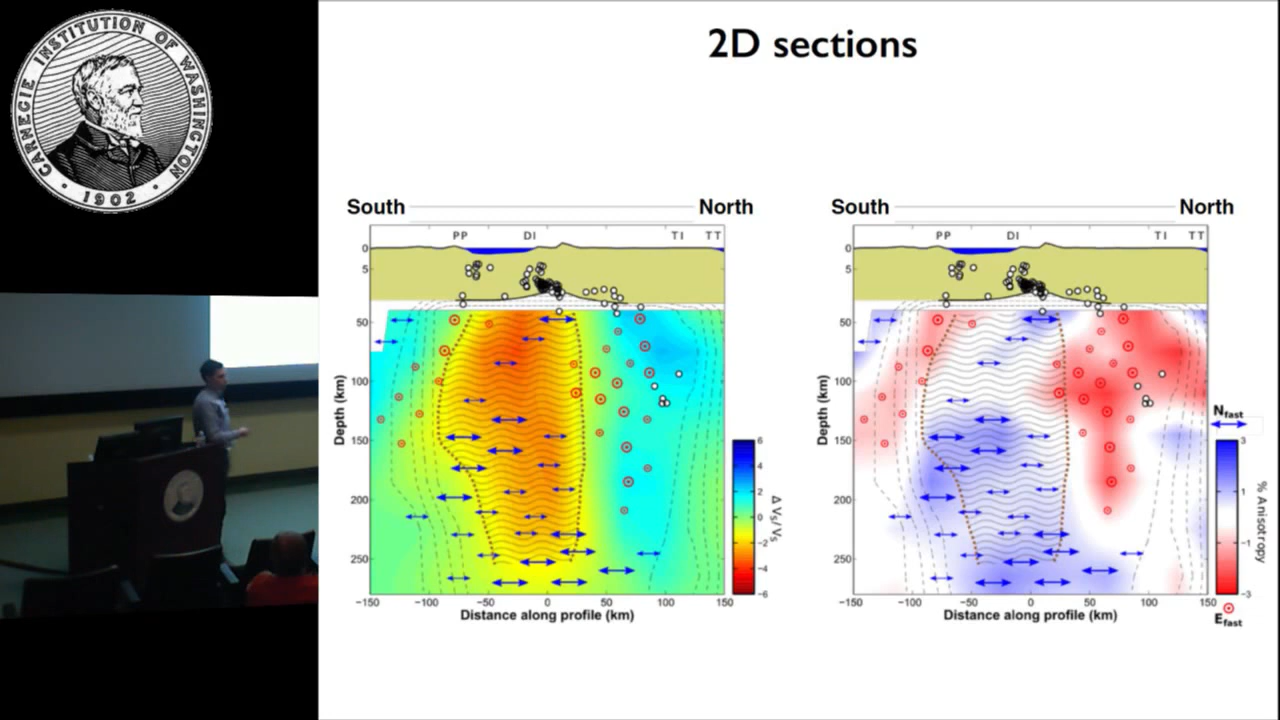 CARNEGIE INSTITUTION OF WASHINGTON
· 1902 ·
2D sections
South North
PP DI TI TT
0
5
50
100
150
200
250
Depth (km)
−150 −100 −50 0 50 100 150
Distance along profile (km)
6
4
2
0
−2
−4
−6
Δ Vs/Vs
South North
PP DI TI TT
0
5
50
100
150
200
250
Depth (km)
−150 −100 −50 0 50 100 150
Distance along profile (km)
Nfast
3
1
−1
−3
% Anisotropy
Efast